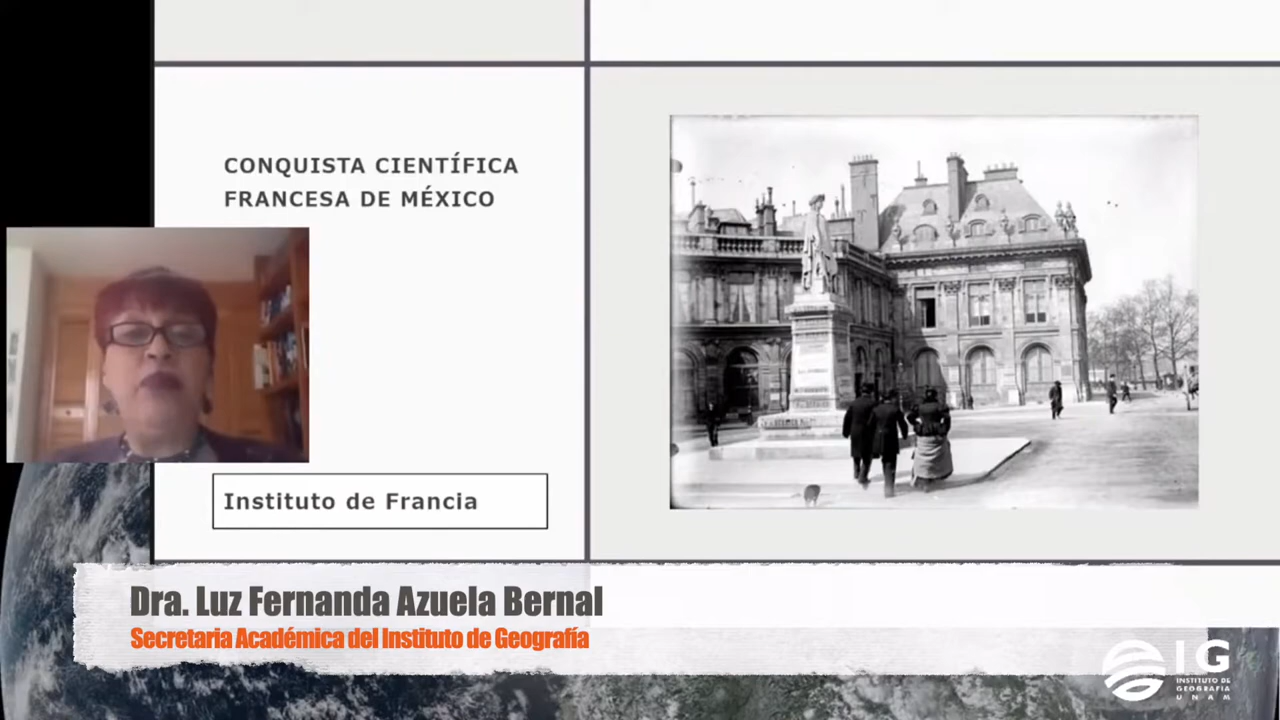 CONQUISTA CIENTÍFICA
FRANCESA DE MÉXICO
Instituto de Francia
Dra. Luz Fernanda Azuela Bernal
Secretaria Académica del Instituto de Geografía
IG
INSTITUTO DE
GEOGRAFÍA
UNAM